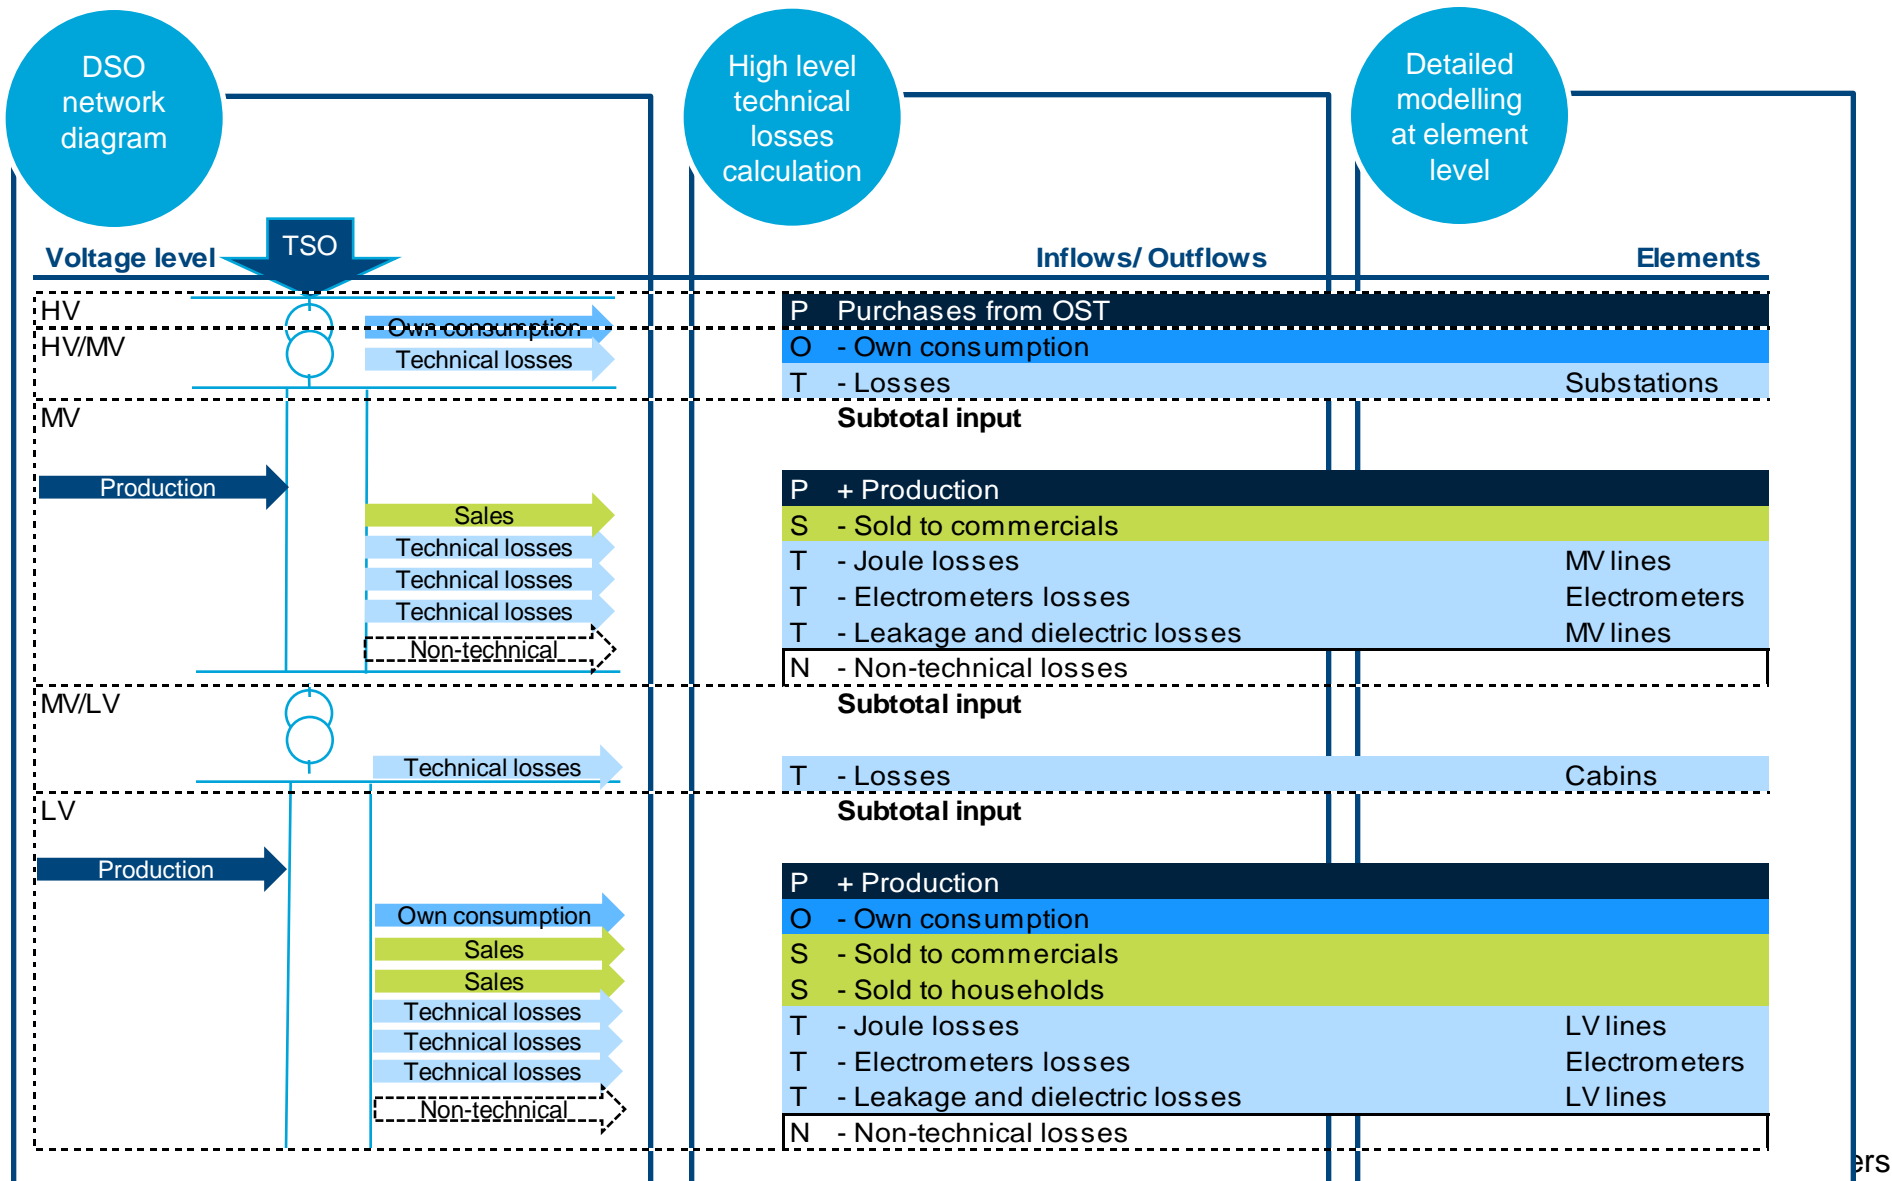 DSO
network
diagram
High level
technical
losses
calculation
Detailed
modelling
at element
level
Voltage level
TSO
Inflows/ Outflows
Elements
HV
P Purchases from OST
Own consumption
HV/MV
O - Own consumption
Technical losses
T - Losses Substations
MV
Subtotal input
Production
P + Production
Sales
S - Sold to commercials
Technical losses
T - Joule losses MV lines
Technical losses
T - Electrometers losses Electrometers
Technical losses
T - Leakage and dielectric losses MV lines
Non-technical
N - Non-technical losses
MV/LV
Subtotal input
Technical losses
T - Losses Cabins
LV
Subtotal input
Production
P + Production
Own consumption
O - Own consumption
Sales
S - Sold to commercials
Sales
S - Sold to households
Technical losses
T - Joule losses LV lines
Technical losses
T - Electrometers losses Electrometers
Technical losses
T - Leakage and dielectric losses LV lines
Non-technical
N - Non-technical losses